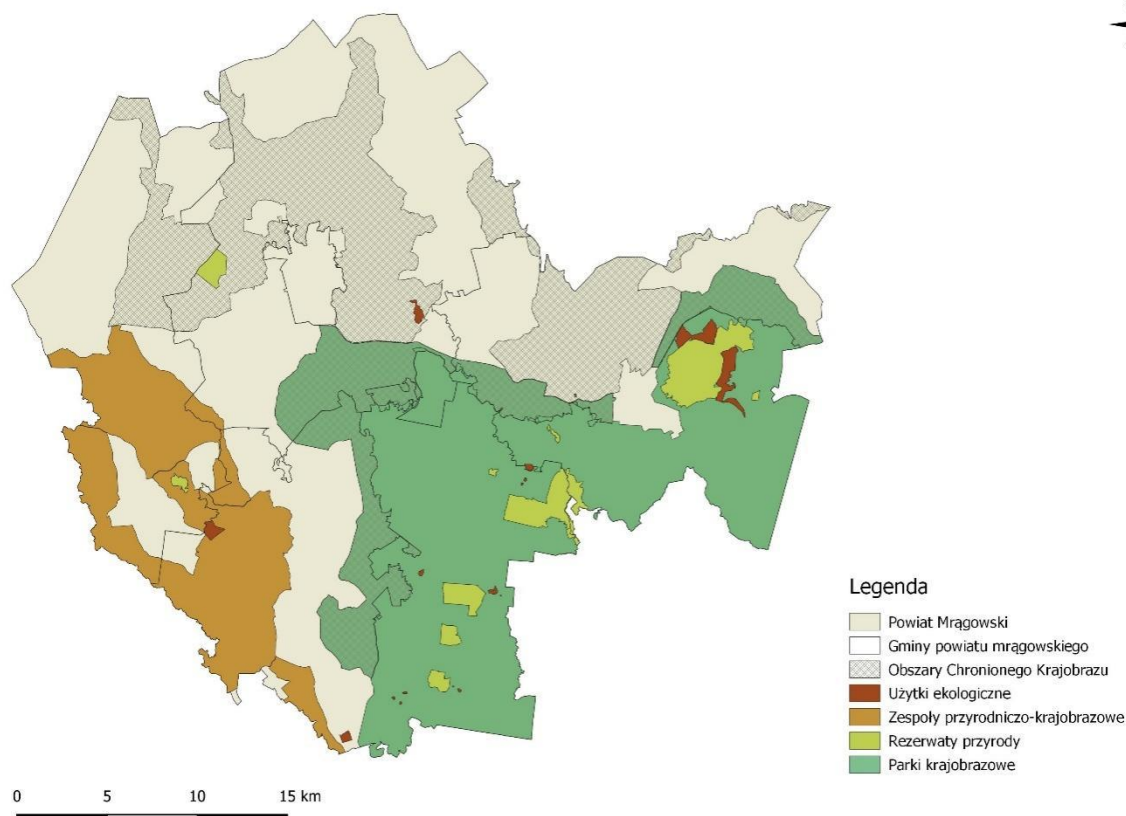 Legenda
Powiat Mrągowski
Gminy powiatu mrągowskiego
Obszary Chronionego Krajobrazu
Użytki ekologiczne
Zespoły przyrodniczo-krajobrazowe
Rezerwaty przyrody
Parki krajobrazowe
0 5 10 15 km